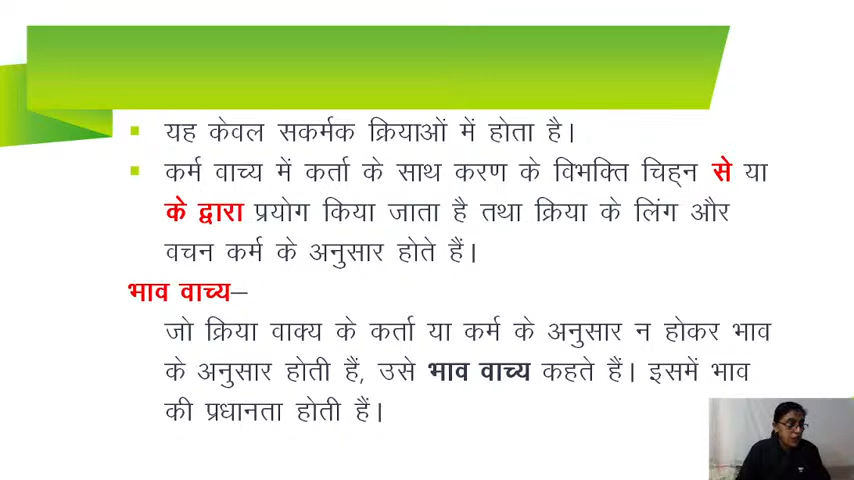 यह केवल सकर्मक क्रियाओं में होता है।
कर्म वाच्य में कर्ता के साथ करण के विभक्ति चिह्न से या
के द्वारा प्रयोग किया जाता है तथा क्रिया के लिंग और
वचन कर्म के अनुसार होते हैं।
भाव वाच्य–
जो क्रिया वाक्य के कर्ता या कर्म के अनुसार न होकर भाव
के अनुसार होती हैं, उसे भाव वाच्य कहते हैं। इसमें भाव
की प्रधानता होती हैं।